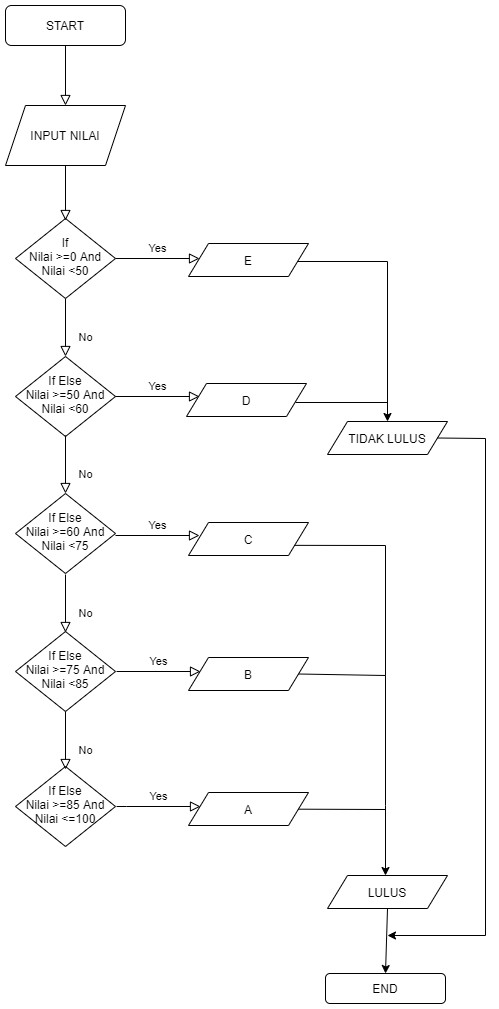 START
INPUT NILAI
If
Nilai >=0 And
Nilai <50
Yes
E
No
If Else
Nilai >=50 And
Nilai <60
Yes
D
TIDAK LULUS
No
If Else
Nilai >=60 And
Nilai <75
Yes
C
No
If Else
Nilai >=75 And
Nilai <85
Yes
B
No
If Else
Nilai >=85 And
Nilai <=100
Yes
A
LULUS
END